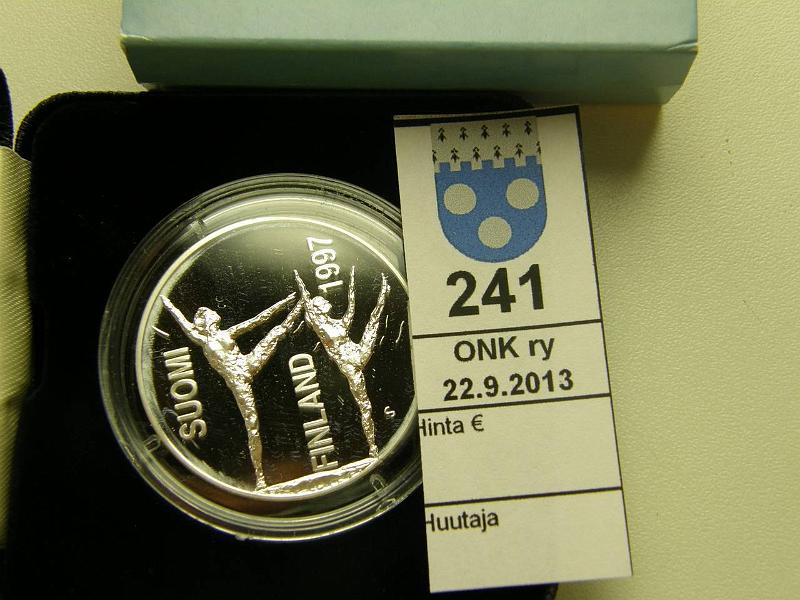 SUOMI
FINLAND
1997
S
241
ONK ry
22.9.2013
Hinta €
Huutaja